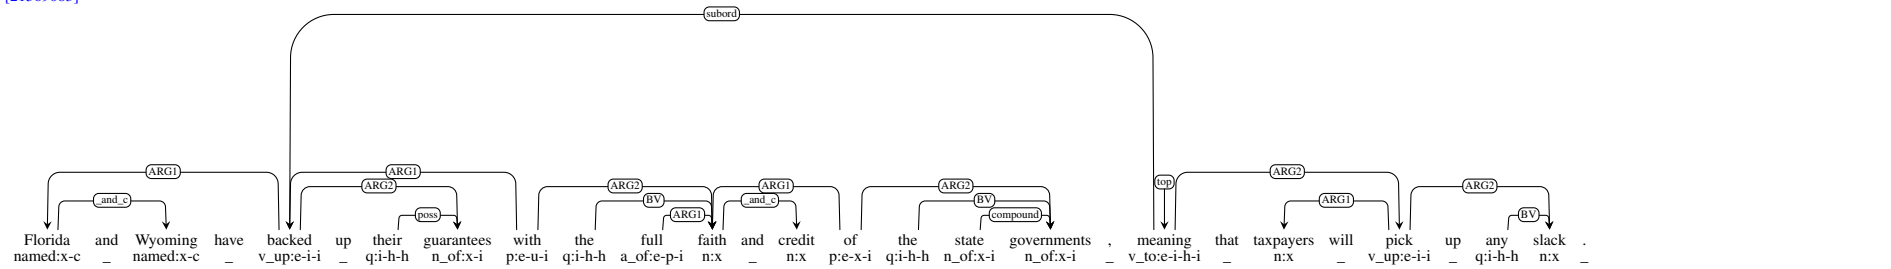 subord
ARG1 ARG1 ARG2
ARG2 ARG2 ARG1 ARG2 top ARG2
_and_c BV _and_c BV ARG1
poss ARG1 compound BV
Florida and Wyoming have backed up their guarantees with the full faith and credit of the state governments , meaning that taxpayers will pick up any slack .
named:x-c _ named:x-c _ v_up:e-i-i _ q:i-h-h n_of:x-i p:e-u-i q:i-h-h a_of:e-p-i n:x _ n:x p:e-x-i q:i-h-h n_of:x-i n_of:x-i _ v_to:e-i-h-i _ n:x _ v_up:e-i-i _ q:i-h-h n:x _